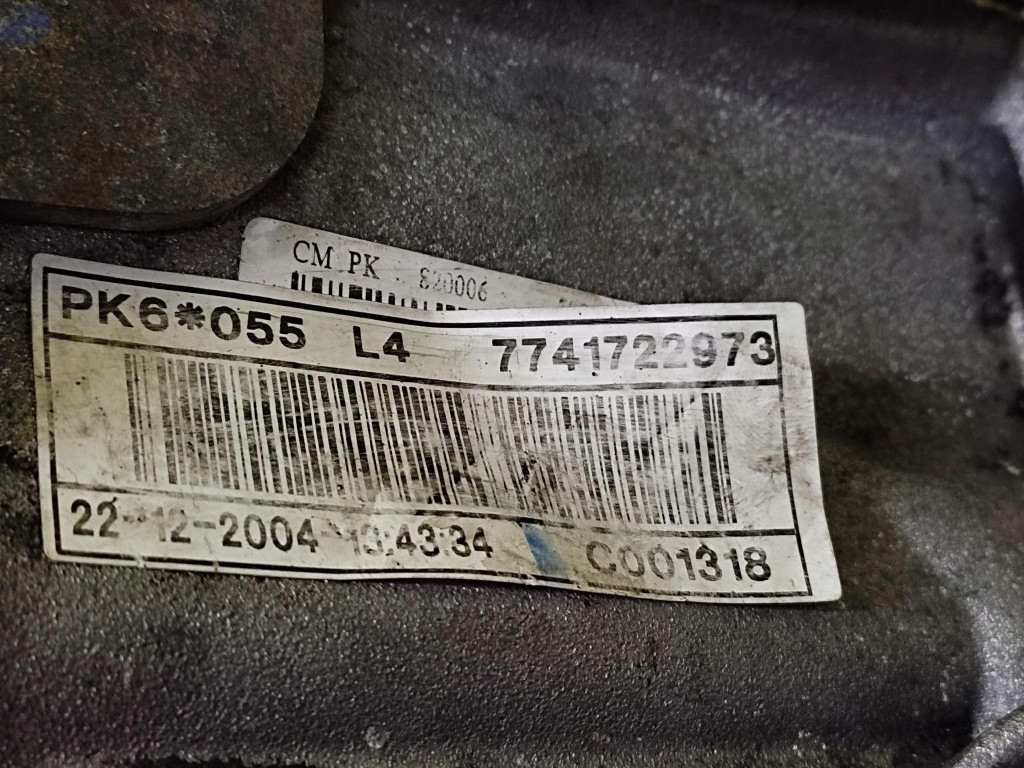 CM PK 820006
PK6*055 L4 7741722973
22-12-2004 13:43:34 C001318